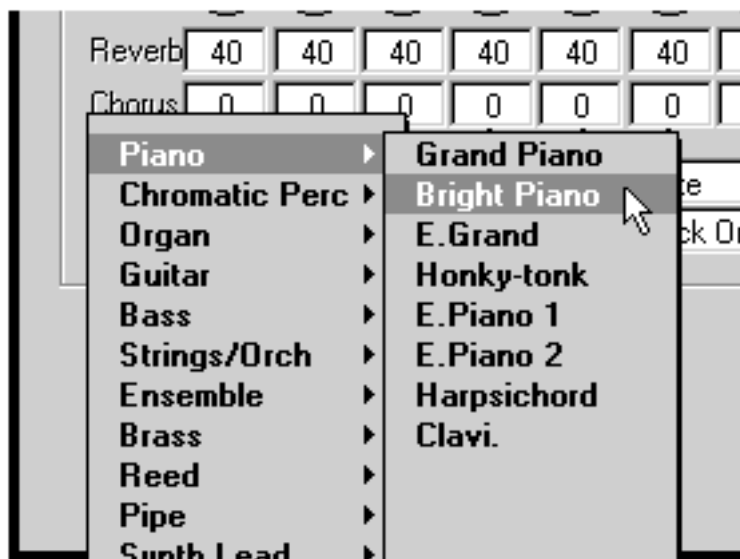 Reverb 40 40 40 40 40 40
Chorus 0 0 0 0 0 0
Piano
Chromatic Perc
Organ
Guitar
Bass
Strings/Orch
Ensemble
Brass
Reed
Pipe
Synth Lead
Grand Piano
Bright Piano
E.Grand
Honky-tonk
E.Piano 1
E.Piano 2
Harpsichord
Clavi.